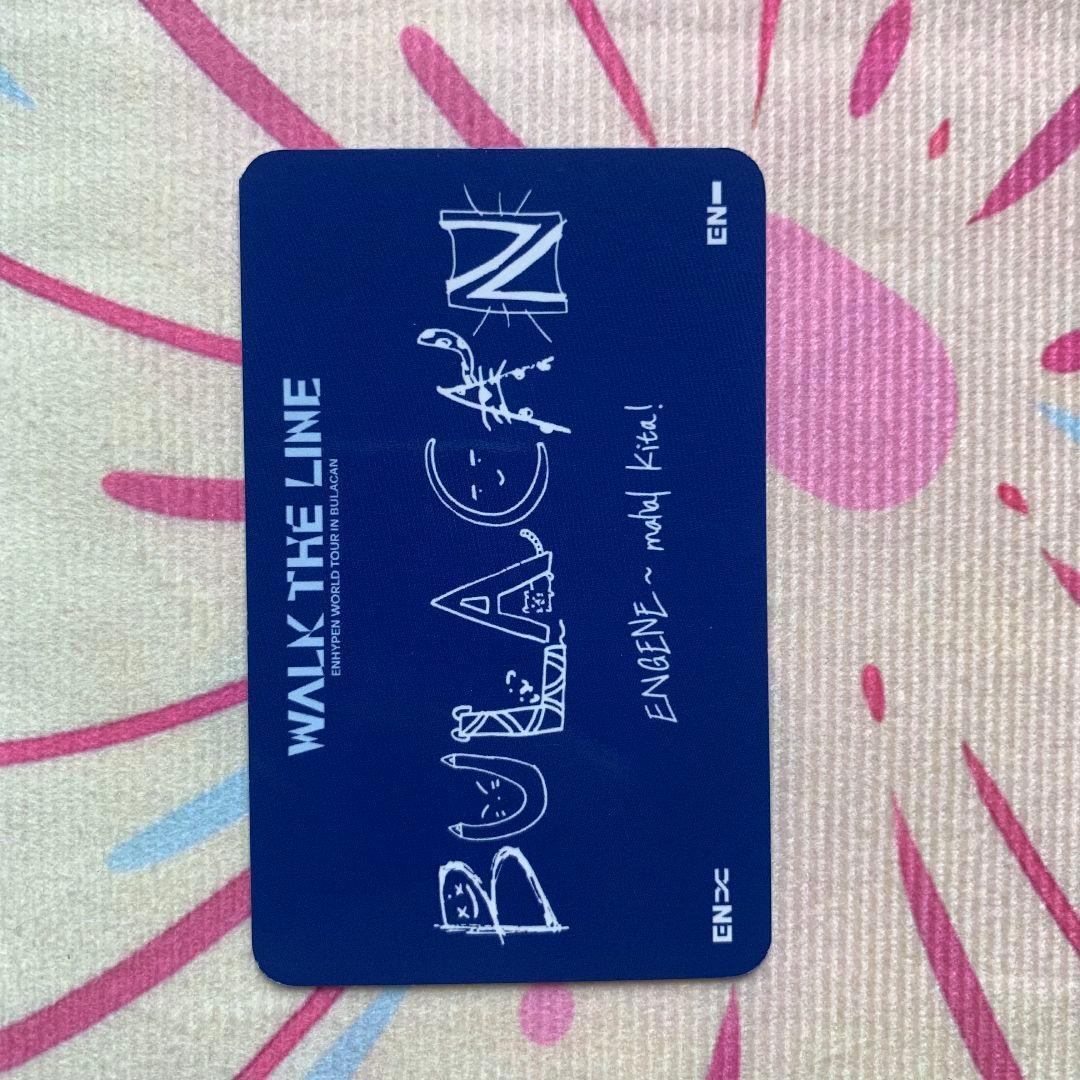 WALK THE LINE
ENHYPEN WORLD TOUR IN BULACAN
BULACAN
ENGENE ~ mahal kita!
EN
EN